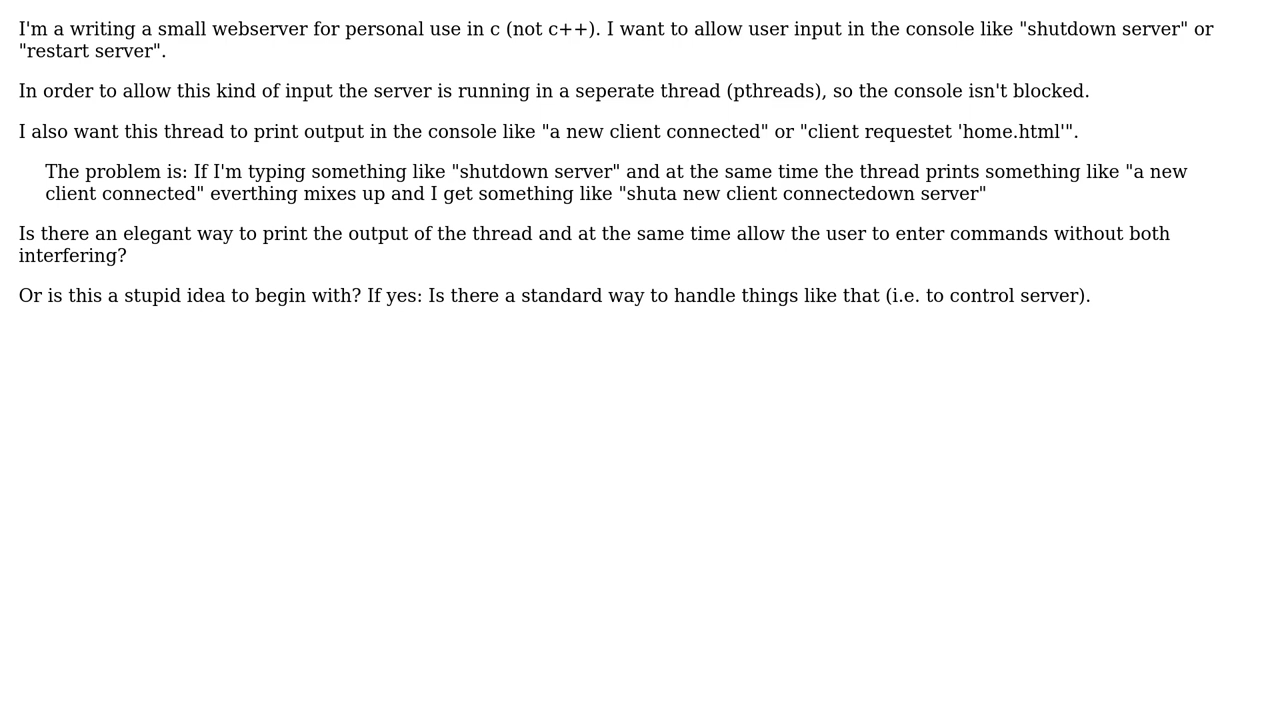 I'm a writing a small webserver for personal use in c (not c++). I want to allow user input in the console like "shutdown server" or
"restart server".
In order to allow this kind of input the server is running in a seperate thread (pthreads), so the console isn't blocked.
I also want this thread to print output in the console like "a new client connected" or "client requestet 'home.html'".
The problem is: If I'm typing something like "shutdown server" and at the same time the thread prints something like "a new
client connected" everthing mixes up and I get something like "shuta new client connectedown server"
Is there an elegant way to print the output of the thread and at the same time allow the user to enter commands without both
interfering?
Or is this a stupid idea to begin with? If yes: Is there a standard way to handle things like that (i.e. to control server).